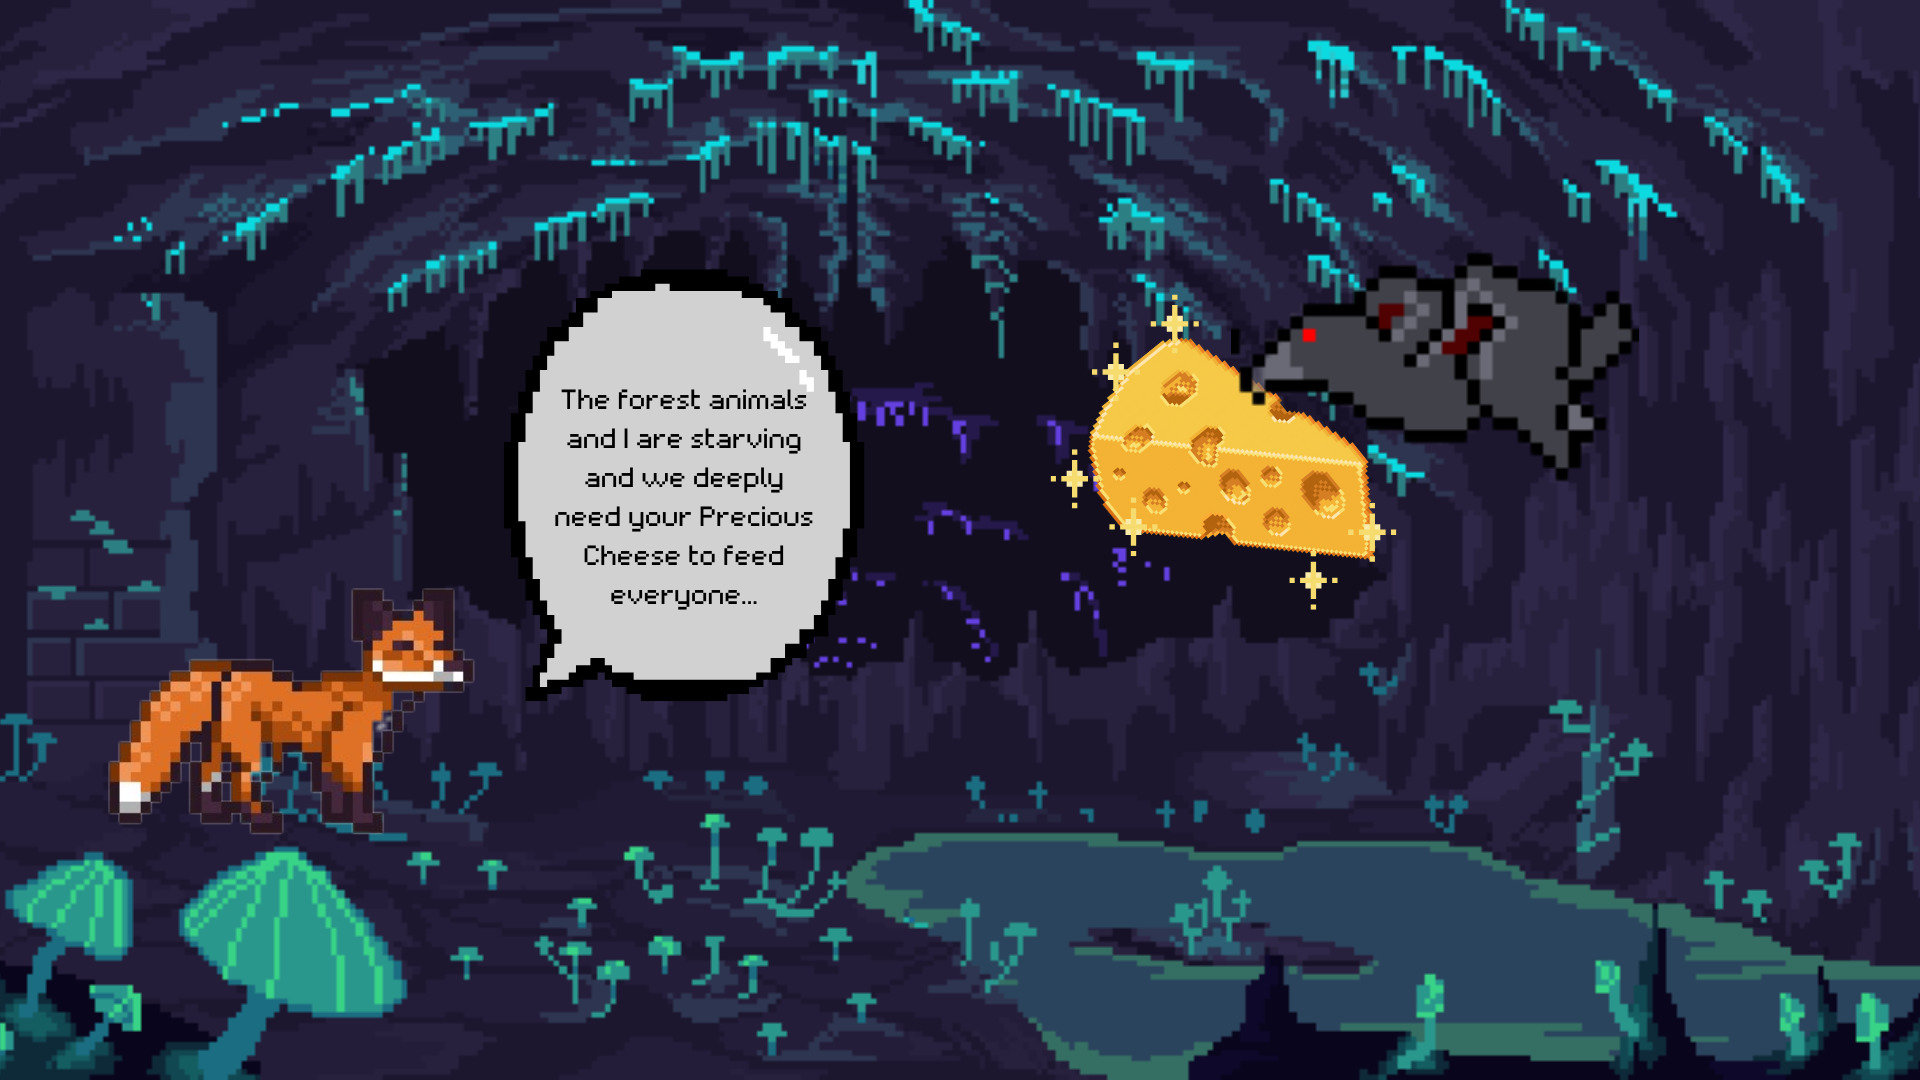 The forest animals
and I are starving
and we deeply
need your Precious
Cheese to feed
everyone...